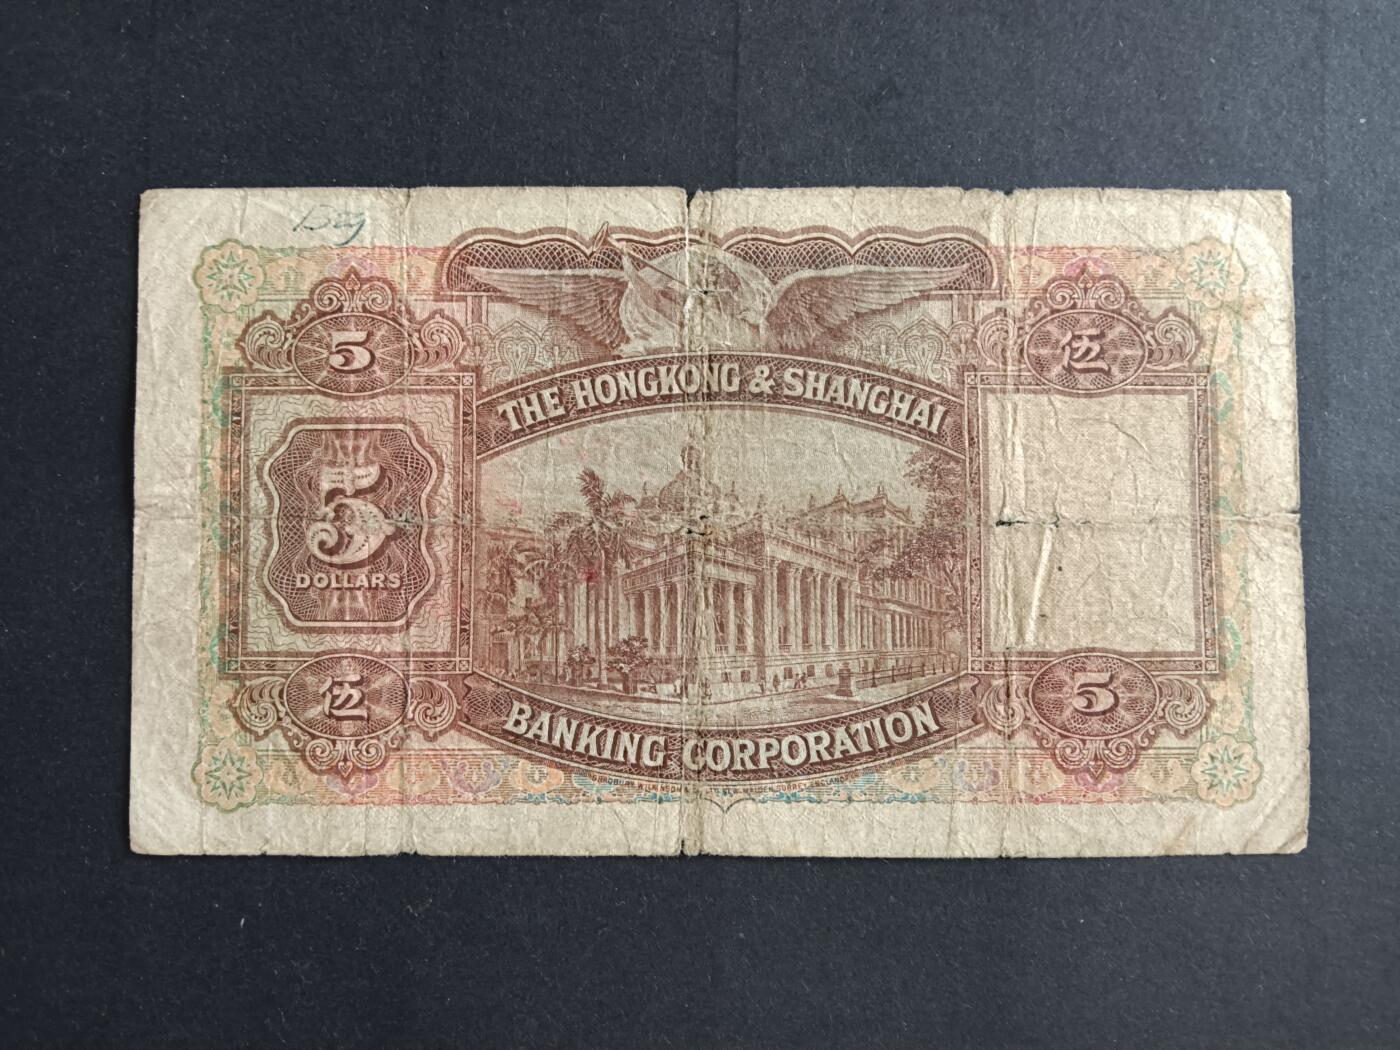 5
伍
THE HONGKONG & SHANGHAI
5
DOLLARS
伍
5
BANKING CORPORATION